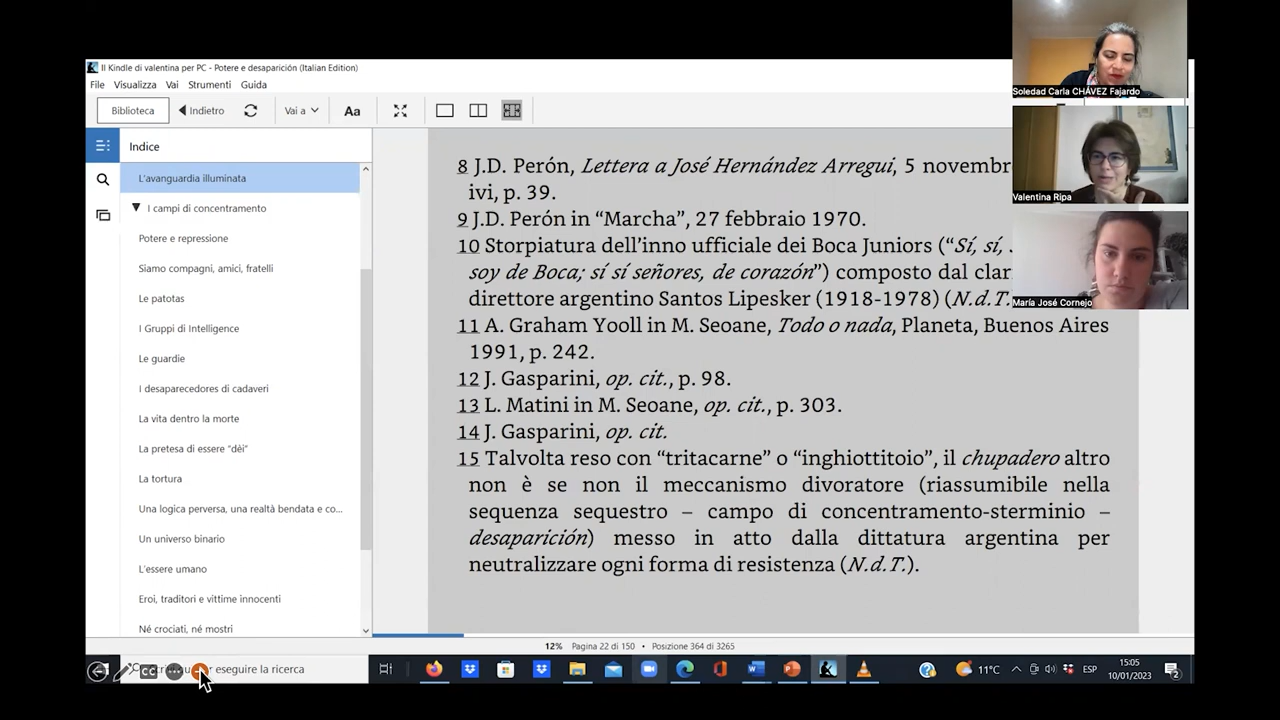 Il Kindle di valentina per PC - Potere e desaparición (Italian Edition)
File Visualizza Vai Strumenti Guida
Biblioteca Indietro Vai a Aa
Indice
L'avanguardia illuminata
I campi di concentramento
Potere e repressione
Siamo compagni, amici, fratelli
Le patotas
I Gruppi di Intelligence
Le guardie
I desaparecedores di cadaveri
La vita dentro la morte
La pretesa di essere "dèi"
La tortura
Una logica perversa, una realtà bendata e co...
Un universo binario
L'essere umano
Eroi, traditori e vittime innocenti
Né crociati, né mostri
8 J.D. Perón, Lettera a José Hernández Arregui, 5 novembr
ivi, p. 39.
9 J.D. Perón in “Marcha”, 27 febbraio 1970.
10 Storpiatura dell’inno ufficiale dei Boca Juniors (“Sí, sí,
soy de Boca; sí sí señores, de corazón”) composto dal clar
direttore argentino Santos Lipesker (1918-1978) (N.d.T.
11 A. Graham Yooll in M. Seoane, Todo o nada, Planeta, Buenos Aires
1991, p. 242.
12 J. Gasparini, op. cit., p. 98.
13 L. Matini in M. Seoane, op. cit., p. 303.
14 J. Gasparini, op. cit.
15 Talvolta reso con “tritacarne” o “inghiottitoio”, il chupadero altro
non è se non il meccanismo divoratore (riassumibile nella
sequenza sequestro – campo di concentramento-sterminio –
desaparición) messo in atto dalla dittatura argentina per
neutralizzare ogni forma di resistenza (N.d.T.).
12% Pagina 22 di 150 • Posizione 364 di 3265
Soledad Carla CHÁVEZ Fajardo
Valentina Ripa
María José Cornejo
CC eseguire la ricerca
11°C ESP 15:05
10/01/2023 2